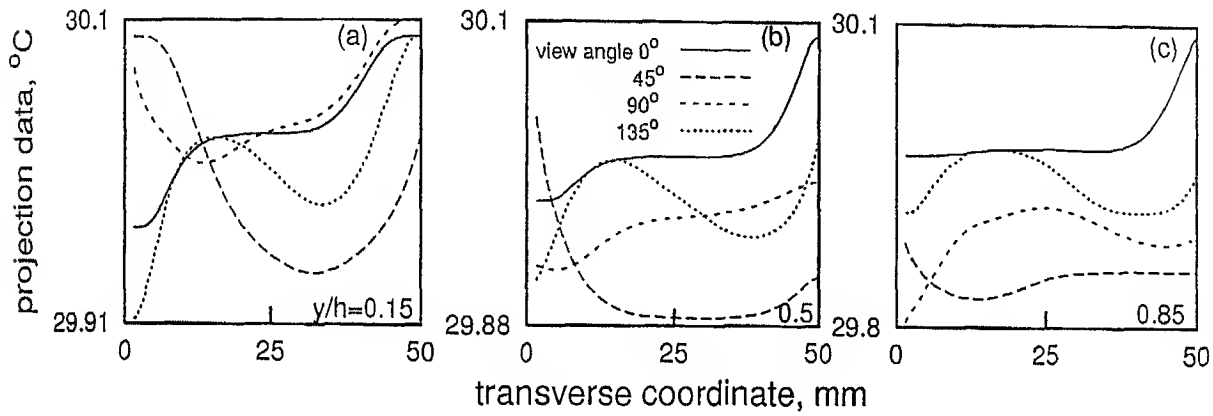 projection data, °C
30.1
(a)
y/h=0.15
29.91
0
25
50
30.1
(b)
view angle 0°
45°
90°
135°
0.5
29.88
0
25
50
30.1
(c)
0.85
29.8
0
25
50
transverse coordinate, mm